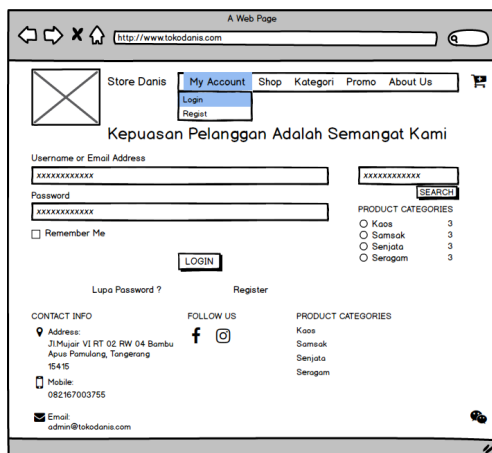 A Web Page
http://www.tokodanis.com
Store Danis
My Account Shop Kategori Promo About Us
Login
Regist
Kepuasan Pelanggan Adalah Semangat Kami
Username or Email Address
xxxxxxxxxxxx
xxxxxxxxxxxx
SEARCH
Password
xxxxxxxxxxxx
Remember Me
PRODUCT CATEGORIES
Kaos 3
Samsak 3
Senjata 3
Seragam 3
LOGIN
Lupa Password ? Register
CONTACT INFO
Address:
Jl.Mujair VI RT 02 RW 04 Bambu
Apus Pamulang, Tangerang
15415
Mobile:
082167003755
Email:
admin@tokodanis.com
FOLLOW US
PRODUCT CATEGORIES
Kaos
Samsak
Senjata
Seragam